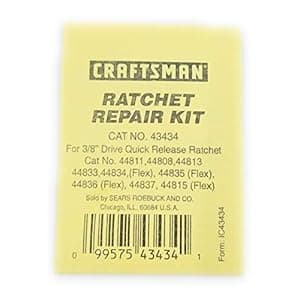 CRAFTSMAN
RATCHET
REPAIR KIT
CAT NO. 43434
For 3/8" Drive Quick Release Ratchet
Cat No. 44811,44808,44813
44833,44834,(Flex), 44835 (Flex)
44836 (Flex), 44837, 44815 (Flex)
Sold by SEARS ROEBUCK AND CO.
Chicago, Ill., 60684 U.S.A.
0 99575 43434 1
Form: IC43434